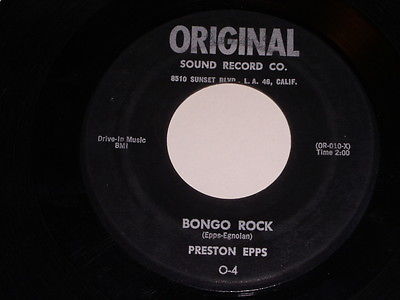 ORIGINAL
SOUND RECORD CO.
8510 SUNSET BLVD. L. A. 46, CALIF.
Drive-In Music
BMI
(OR-010-X)
Time 2:00
BONGO ROCK
(Epps-Egnoian)
PRESTON EPPS
O-4